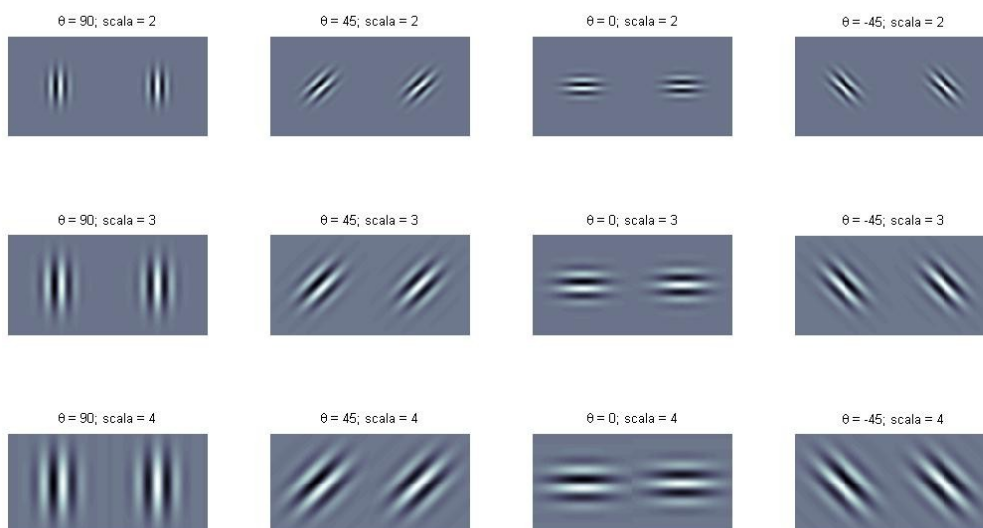 θ = 90; scala = 2
θ = 45; scala = 2
θ = 0; scala = 2
θ = -45; scala = 2
θ = 90; scala = 3
θ = 45; scala = 3
θ = 0; scala = 3
θ = -45; scala = 3
θ = 90; scala = 4
θ = 45; scala = 4
θ = 0; scala = 4
θ = -45; scala = 4